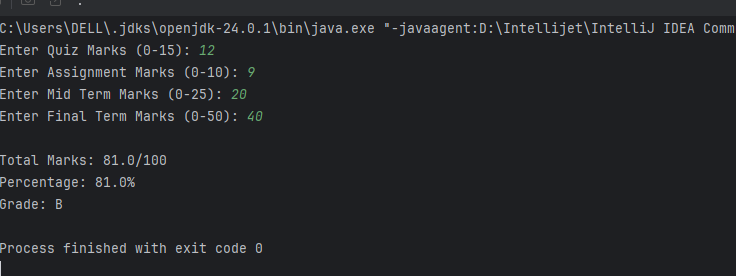 C:\Users\DELL\.jdks\openjdk-24.0.1\bin\java.exe "-javaagent:D:\Intellijet\IntelliJ IDEA Comm
Enter Quiz Marks (0-15): 12
Enter Assignment Marks (0-10): 9
Enter Mid Term Marks (0-25): 20
Enter Final Term Marks (0-50): 40
Total Marks: 81.0/100
Percentage: 81.0%
Grade: B
Process finished with exit code 0